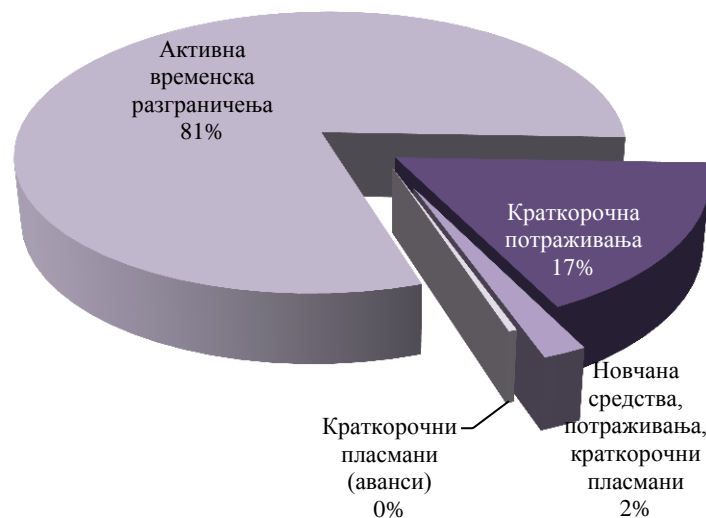 Активна
временска
разграничења
81%
Краткорочна
потраживања
17%
Новчана
средства,
потраживања,
краткорочни
пласмани
2%
Краткорочни
пласмани
(аванси)
0%